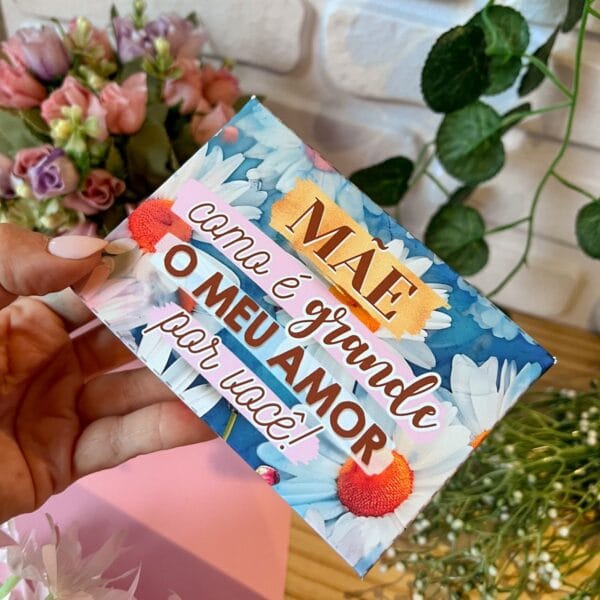 MÃE
como é grande
O MEU AMOR
por você!